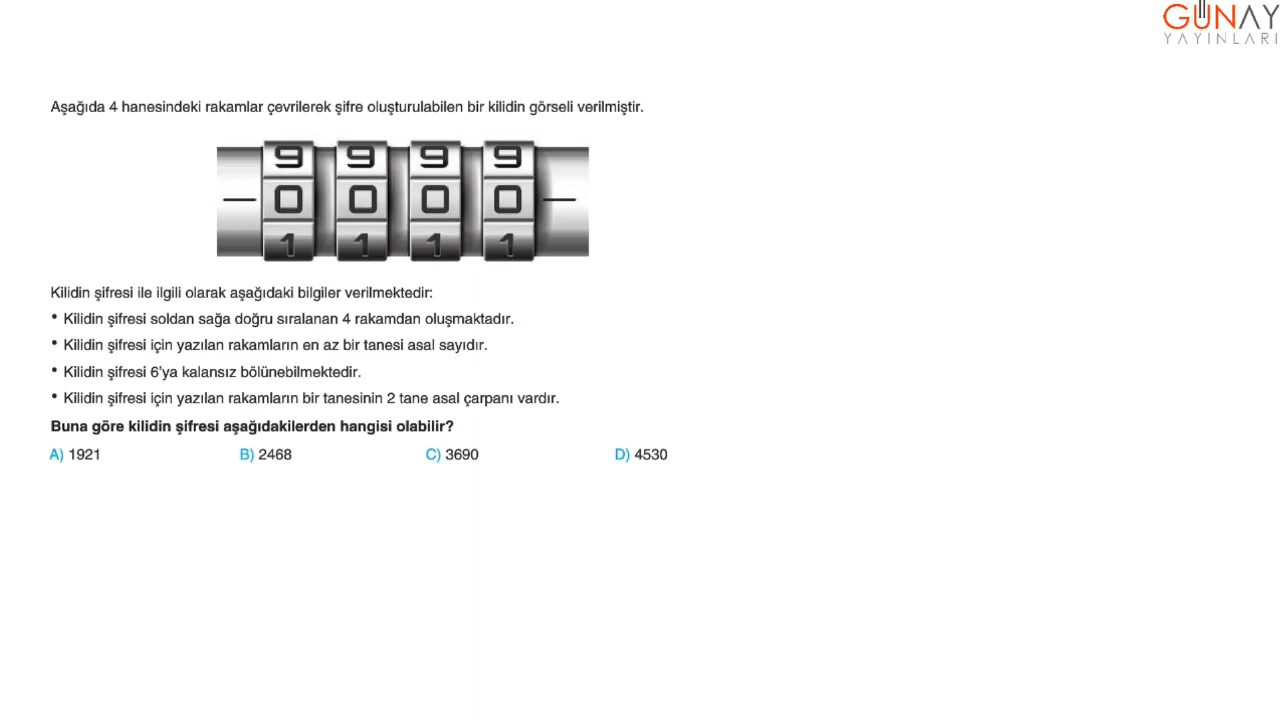 GÜNAY
YAYINLARI
Aşağıda 4 hanesindeki rakamlar çevrilerek şifre oluşturulabilen bir kilidin görseli verilmiştir.
9 9 9 9
0 0 0 0
1 1 1 1
Kilidin şifresi ile ilgili olarak aşağıdaki bilgiler verilmektedir:
• Kilidin şifresi soldan sağa doğru sıralanan 4 rakamdan oluşmaktadır.
• Kilidin şifresi için yazılan rakamların en az bir tanesi asal sayıdır.
• Kilidin şifresi 6'ya kalansız bölünebilmektedir.
• Kilidin şifresi için yazılan rakamların bir tanesinin 2 tane asal çarpanı vardır.
Buna göre kilidin şifresi aşağıdakilerden hangisi olabilir?
A) 1921 B) 2468 C) 3690 D) 4530